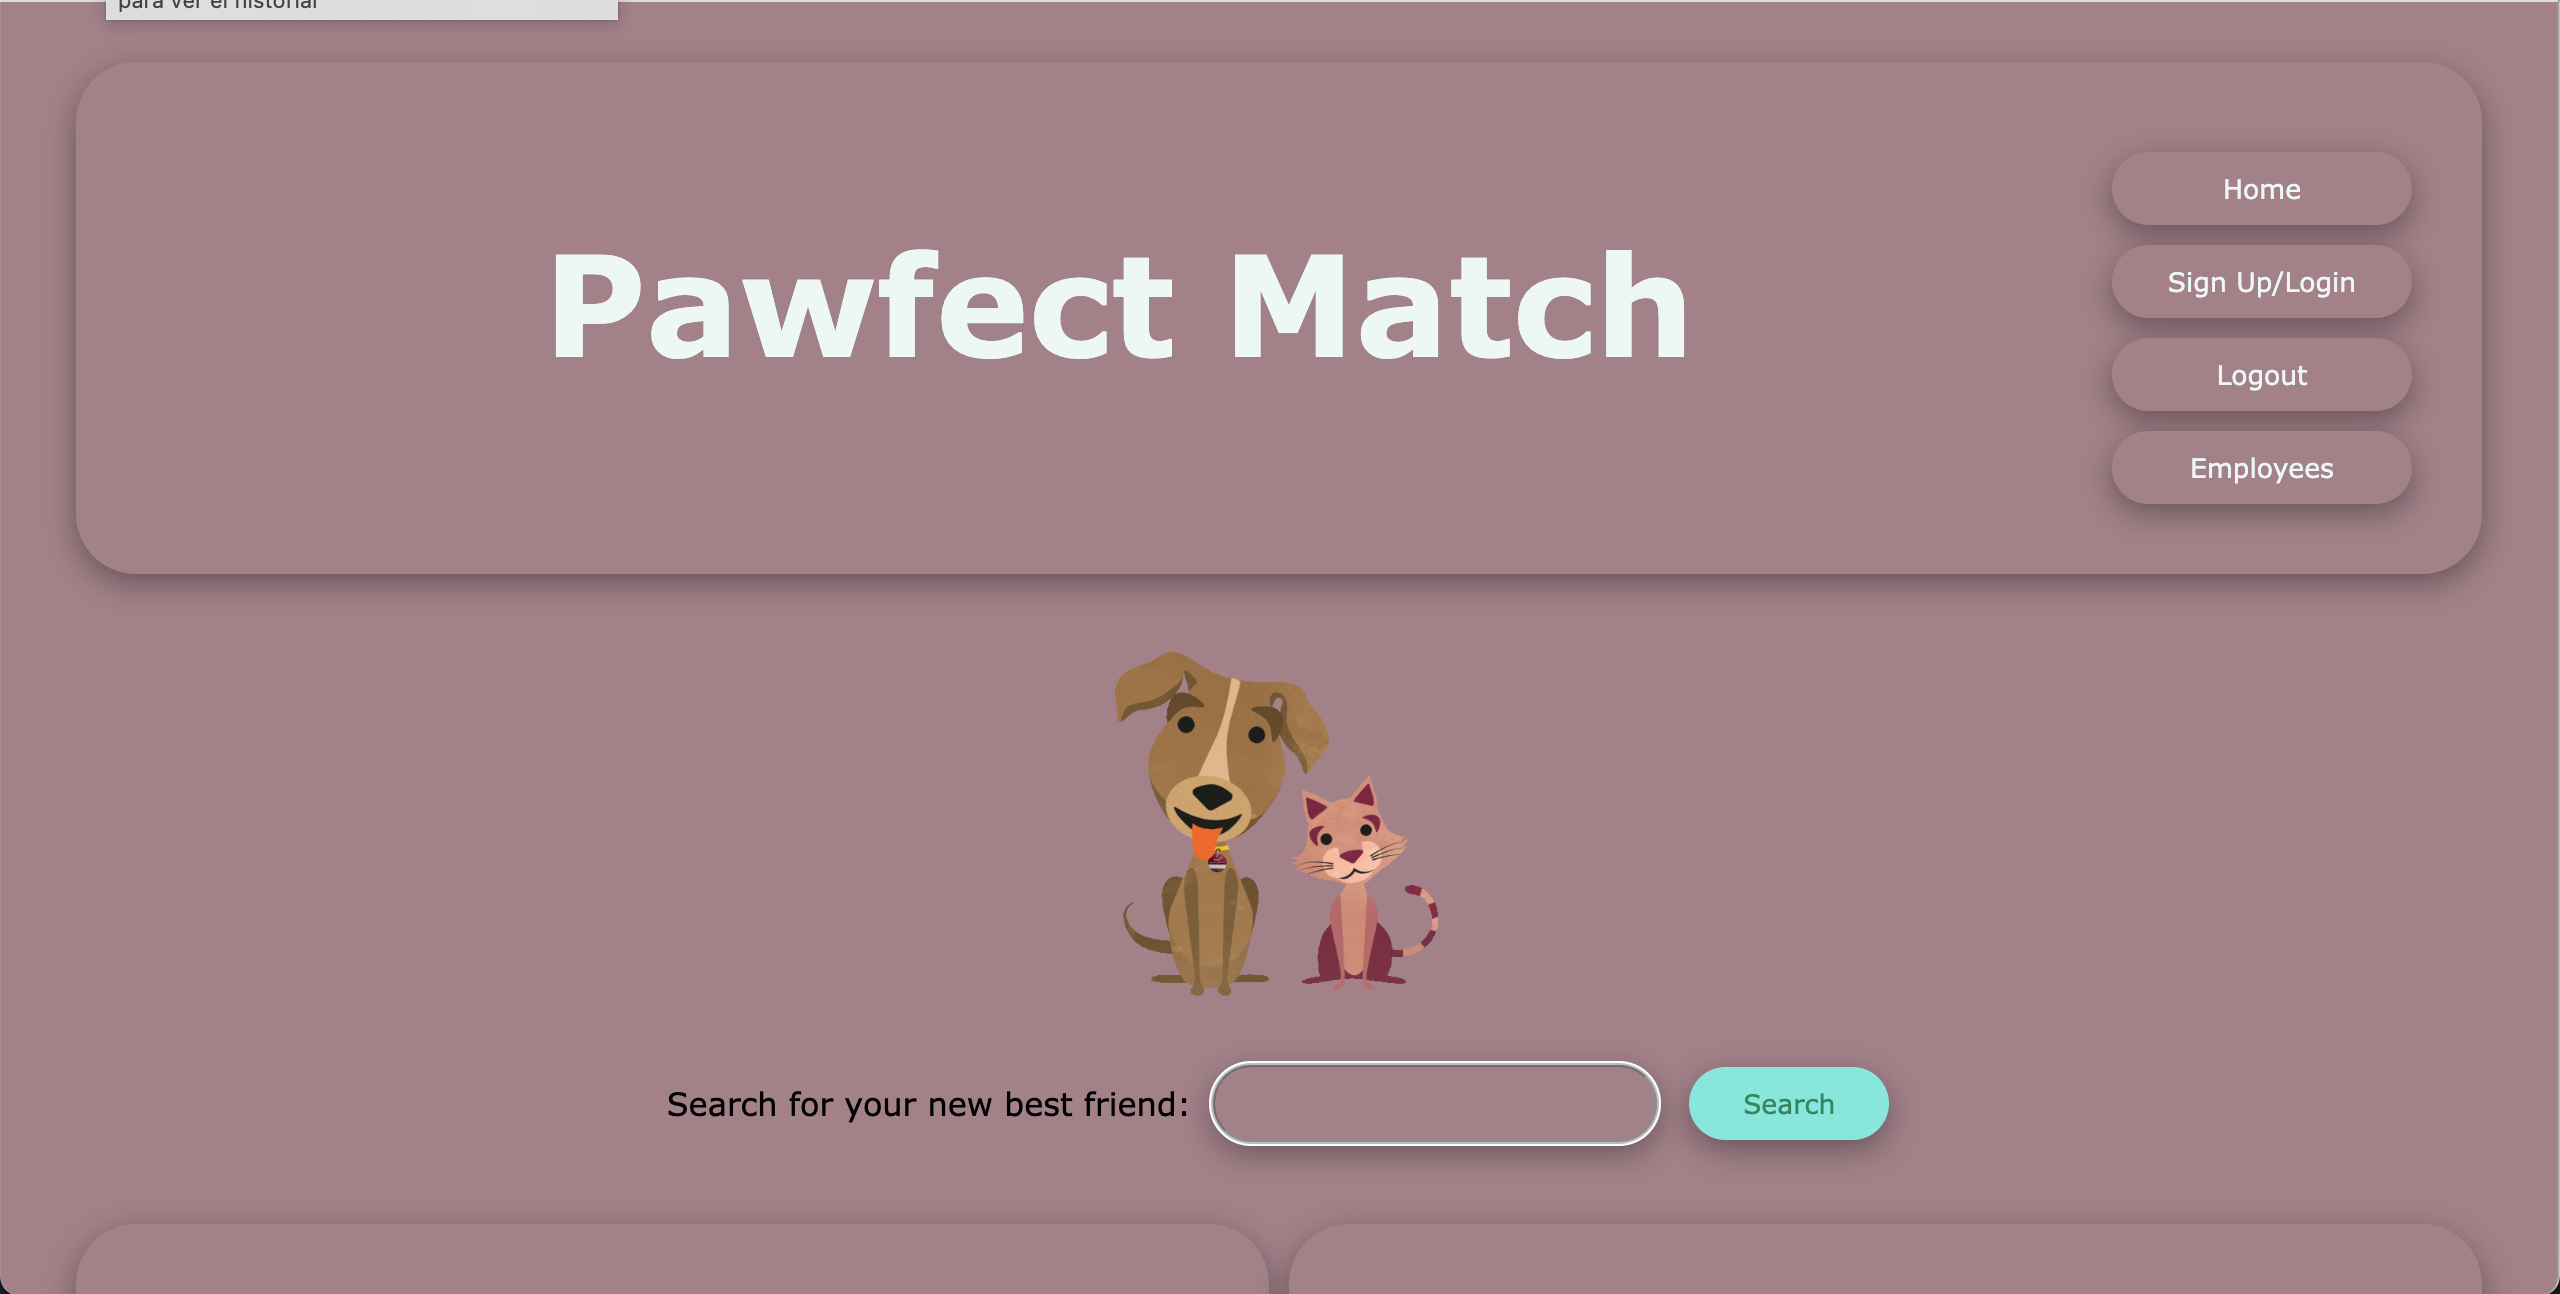 para ver el historial
Pawfect Match
Home
Sign Up/Login
Logout
Employees
Search for your new best friend:
Search